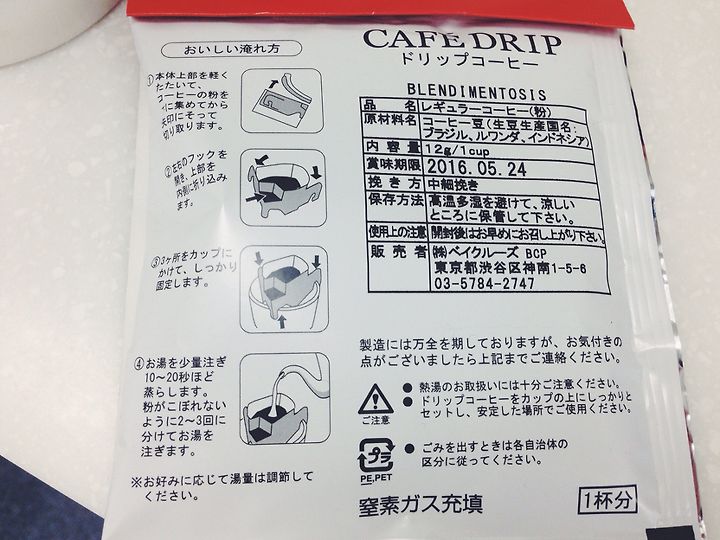 おいしい淹れ方
①本体上部を軽く
たたいて、
コーヒーの粉を
下に集めてから
矢印にそって
切り取ります。
②左右のフックを
開き、上部を
内側に折り込み
ます。
③3ヶ所をカップに
かけて、しっかり
固定します。
④お湯を少量注ぎ
10〜20秒ほど
蒸らします。
粉がこぼれない
ように2〜3回に
分けてお湯を
注ぎます。
※お好みに応じて湯量は調節して
ください。
CAFE DRIP
ドリップコーヒー
BLENDIMENTOSIS
品名 レギュラーコーヒー(粉)
原材料名 コーヒー豆(生豆生産国名:
ブラジル、ルワンダ、インドネシア)
内容量 12g/1cup
賞味期限 2016.05.24
挽き方 中細挽き
保存方法 高温多湿を避けて、涼しい
ところに保管して下さい。
使用上の注意 開封後はお早めにお召し上がり下さい。
販売者 ㈱ベイクルーズ BCP
東京都渋谷区神南1-5-6
03-5784-2747
製造には万全を期しておりますが、お気付きの
点がございましたら上記までご連絡ください。
ご注意
● 熱湯のお取扱いには十分ご注意ください。
● ドリップコーヒーをカップの上にしっかりと
セットし、安定した場所でご使用ください。
プラ
PE,PET
● ごみを出すときは各自治体の
区分に従ってください。
窒素ガス充填
1杯分